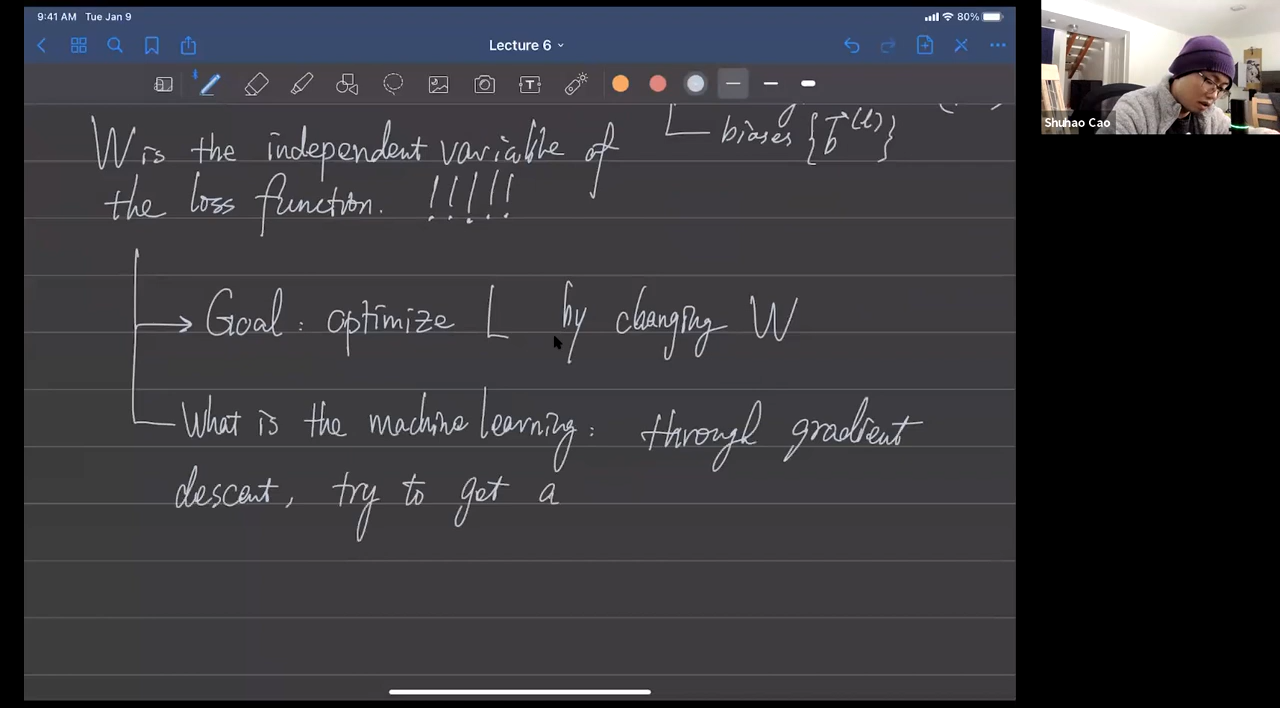 9:41 AM Tue Jan 9
80%
Lecture 6
Shuhao Cao
biases { b⃗^(l) }
W is the independent variable of
the loss function. !!!!!
Goal: optimize L by changing W
What is the machine learning: through gradient
descent, try to get a